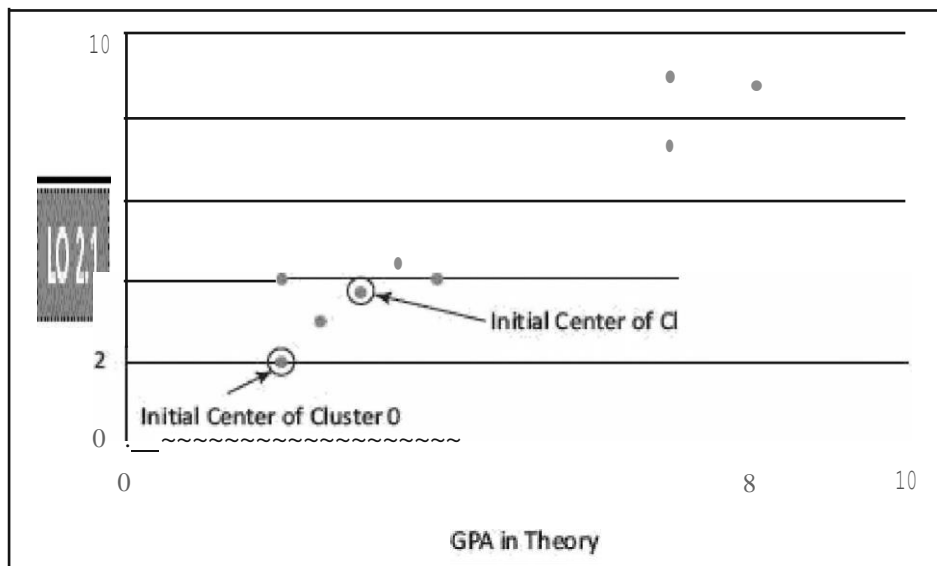 10
LO 2.1
Initial Center of Cl
2
Initial Center of Cluster 0
0
0 8 10
GPA in Theory